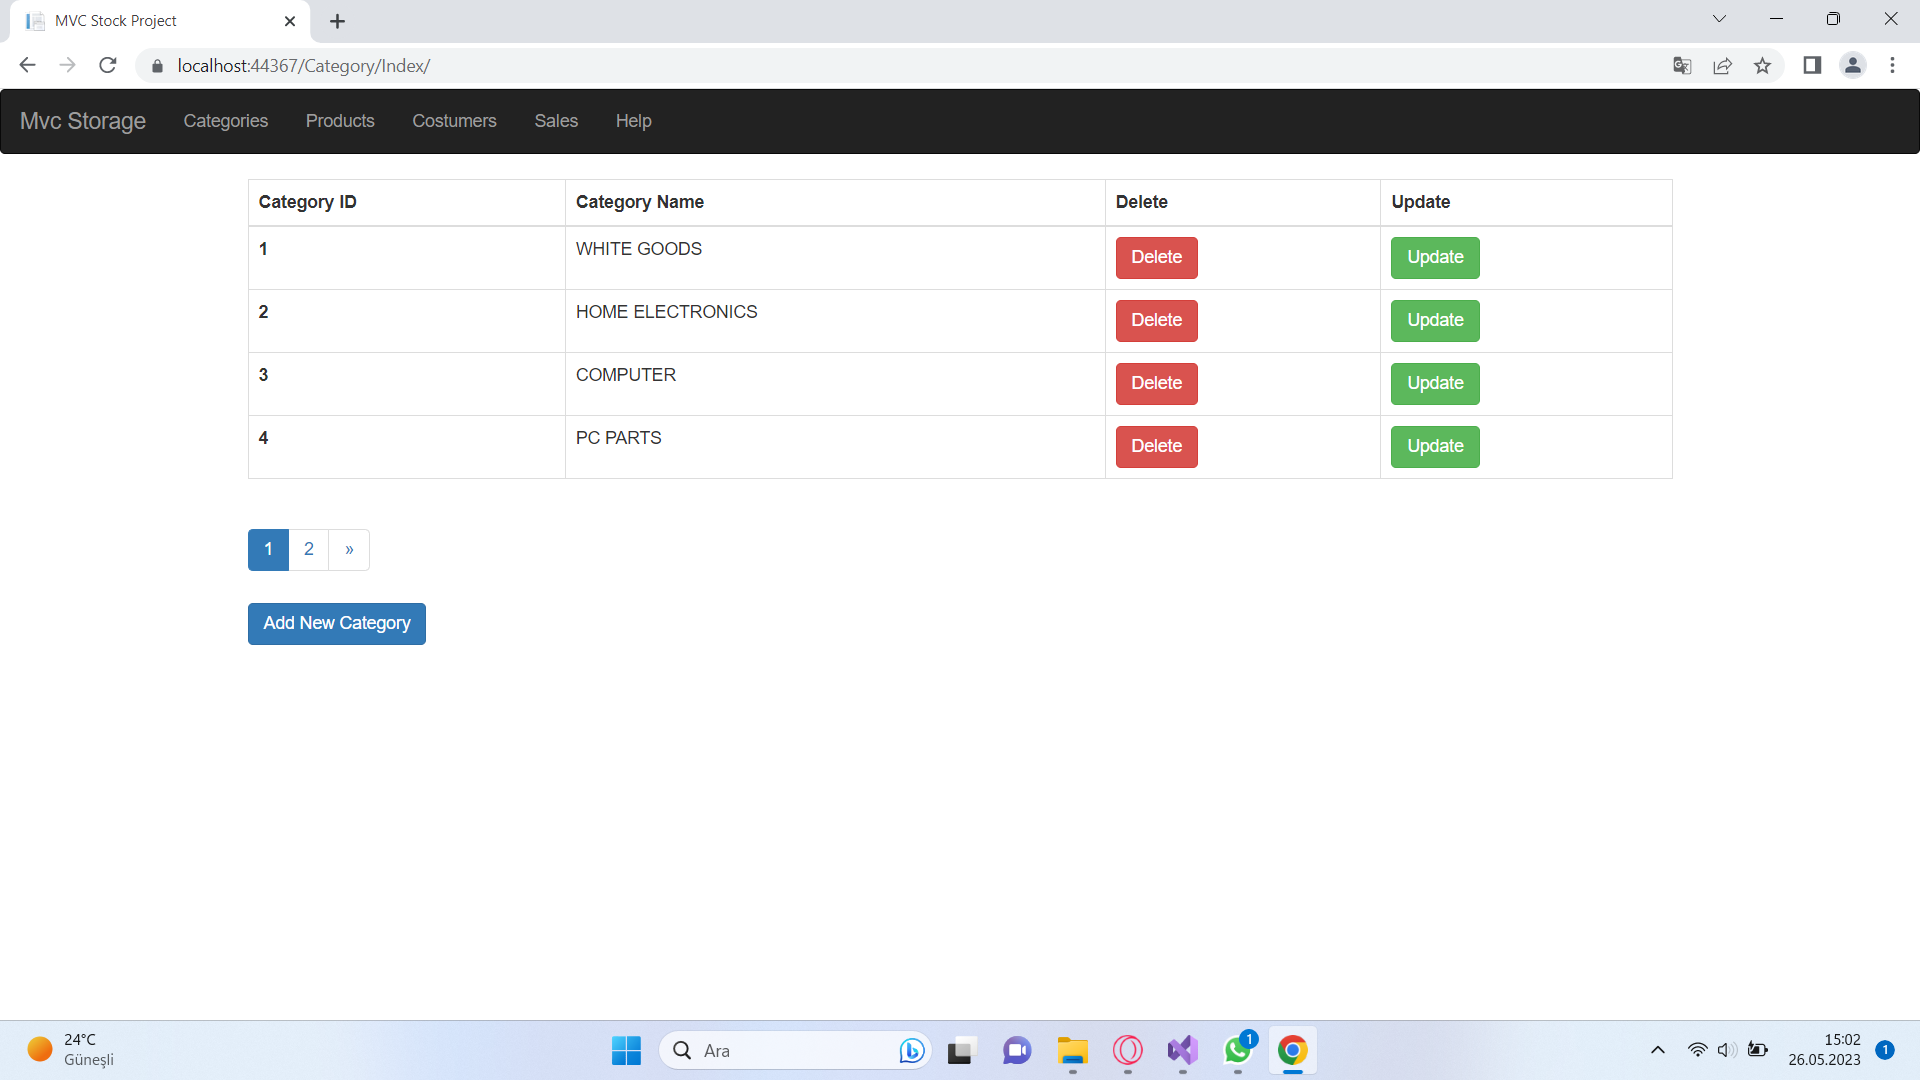 MVC Stock Project
localhost:44367/Category/Index/
Mvc Storage Categories Products Costumers Sales Help
Category ID Category Name Delete Update
1 WHITE GOODS Delete Update
2 HOME ELECTRONICS Delete Update
3 COMPUTER Delete Update
4 PC PARTS Delete Update
1 2 »
Add New Category
24°C
Güneşli
Ara
1
15:02
26.05.2023
1